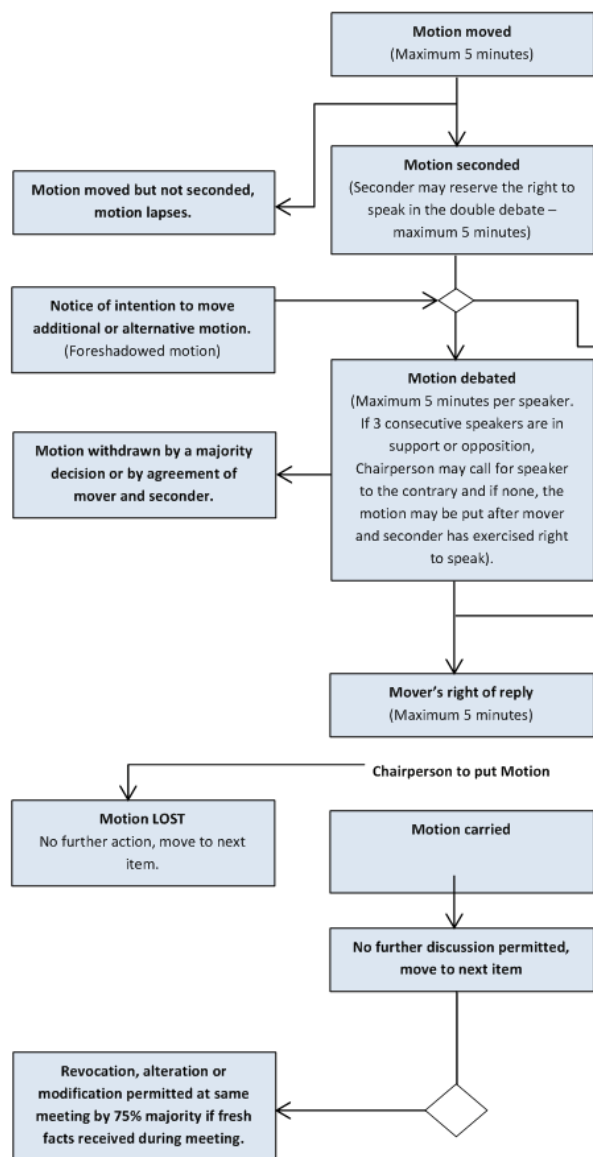 Motion moved
(Maximum 5 minutes)
Motion moved but not seconded,
motion lapses.
Motion seconded
(Seconder may reserve the right to
speak in the double debate –
maximum 5 minutes)
Notice of intention to move
additional or alternative motion.
(Foreshadowed motion)
Motion debated
(Maximum 5 minutes per speaker.
If 3 consecutive speakers are in
support or opposition,
Chairperson may call for speaker
to the contrary and if none, the
motion may be put after mover
and seconder has exercised right
to speak).
Motion withdrawn by a majority
decision or by agreement of
mover and seconder.
Mover’s right of reply
(Maximum 5 minutes)
Chairperson to put Motion
Motion LOST
No further action, move to next
item.
Motion carried
No further discussion permitted,
move to next item
Revocation, alteration or
modification permitted at same
meeting by 75% majority if fresh
facts received during meeting.